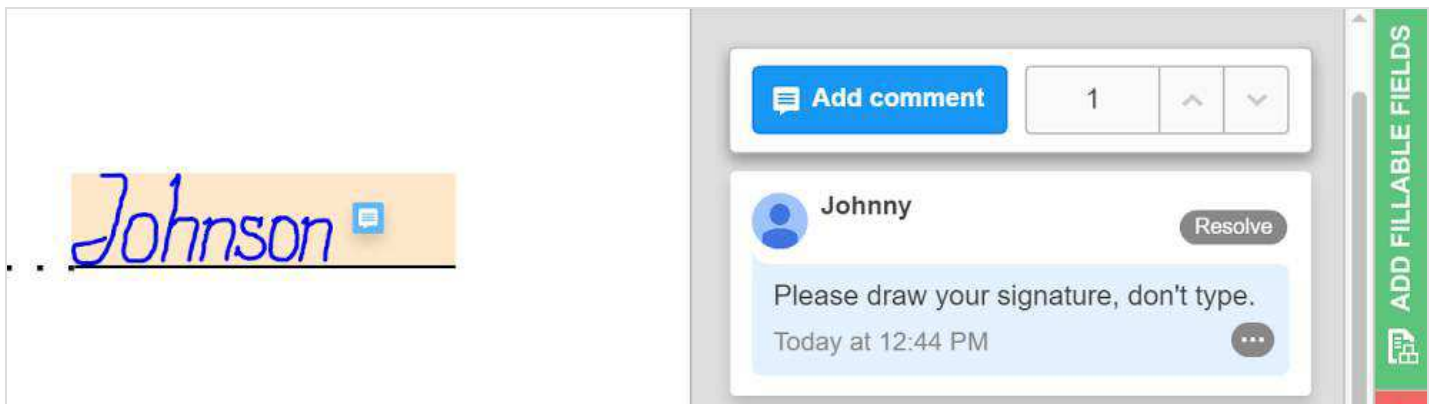 Johnson
Add comment
1
Johnny
Resolve
Please draw your signature, don't type.
Today at 12:44 PM
ADD FILLABLE FIELDS